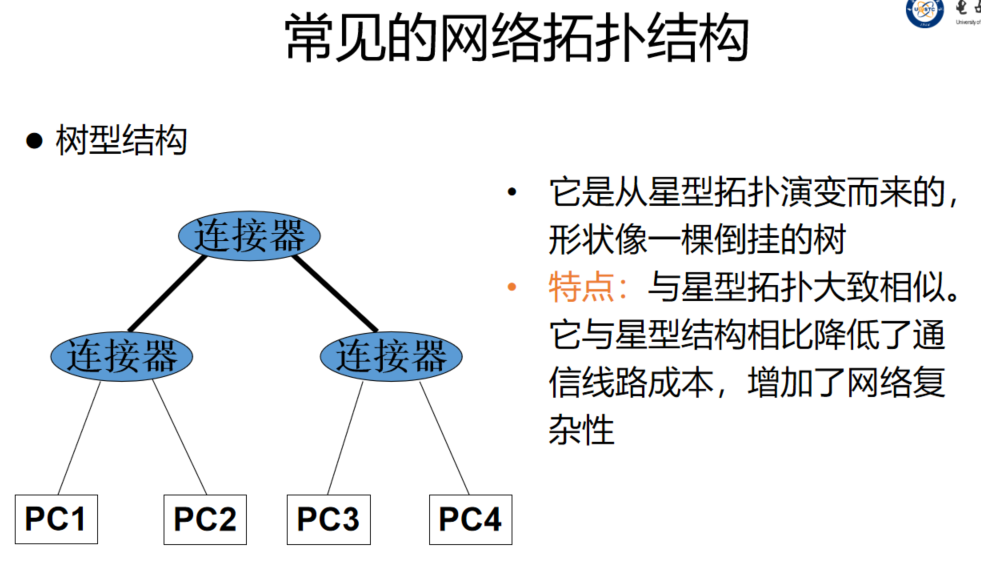 常见的网络拓扑结构
University of
● 树型结构
• 它是从星型拓扑演变而来的，
形状像一棵倒挂的树
• 特点：与星型拓扑大致相似。
它与星型结构相比降低了通
信线路成本，增加了网络复
杂性
连接器
连接器
连接器
PC1
PC2
PC3
PC4